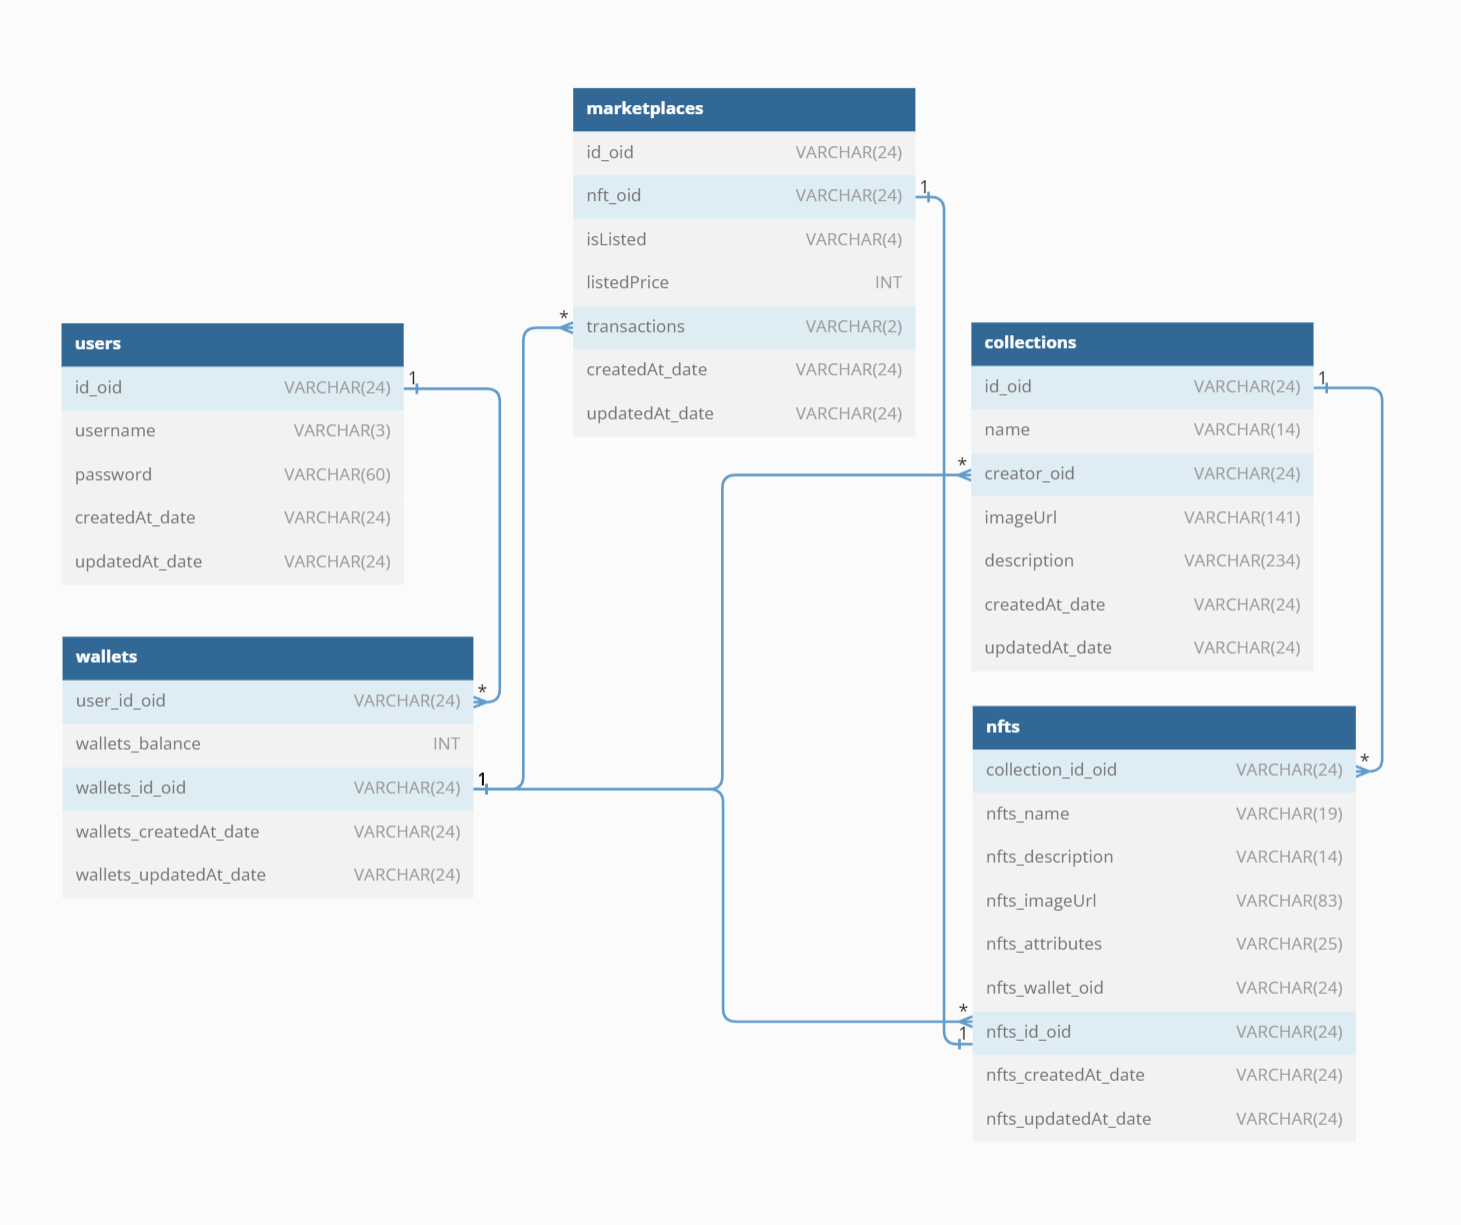 marketplaces
id_oid VARCHAR(24)
nft_oid VARCHAR(24)
1
isListed VARCHAR(4)
listedPrice INT
*
transactions VARCHAR(2)
createdAt_date VARCHAR(24)
updatedAt_date VARCHAR(24)
users
id_oid VARCHAR(24)
1
username VARCHAR(3)
password VARCHAR(60)
createdAt_date VARCHAR(24)
updatedAt_date VARCHAR(24)
collections
id_oid VARCHAR(24)
1
name VARCHAR(14)
*
creator_oid VARCHAR(24)
imageUrl VARCHAR(141)
description VARCHAR(234)
createdAt_date VARCHAR(24)
updatedAt_date VARCHAR(24)
wallets
user_id_oid VARCHAR(24)
*
wallets_balance INT
wallets_id_oid VARCHAR(24)
1
wallets_createdAt_date VARCHAR(24)
wallets_updatedAt_date VARCHAR(24)
nfts
collection_id_oid VARCHAR(24)
*
nfts_name VARCHAR(19)
nfts_description VARCHAR(14)
nfts_imageUrl VARCHAR(83)
nfts_attributes VARCHAR(25)
nfts_wallet_oid VARCHAR(24)
*
1
nfts_id_oid VARCHAR(24)
nfts_createdAt_date VARCHAR(24)
nfts_updatedAt_date VARCHAR(24)